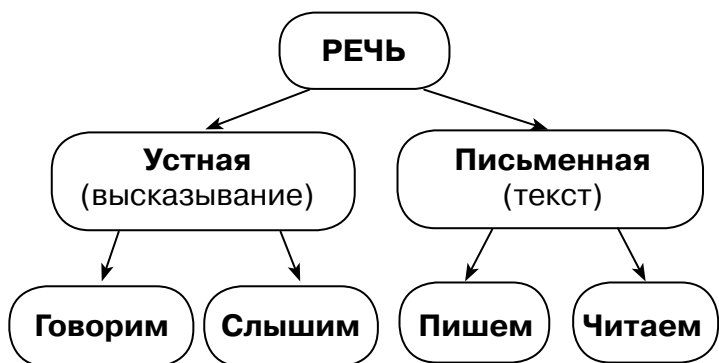 РЕЧЬ
Устная
(высказывание)
Письменная
(текст)
Говорим
Слышим
Пишем
Читаем